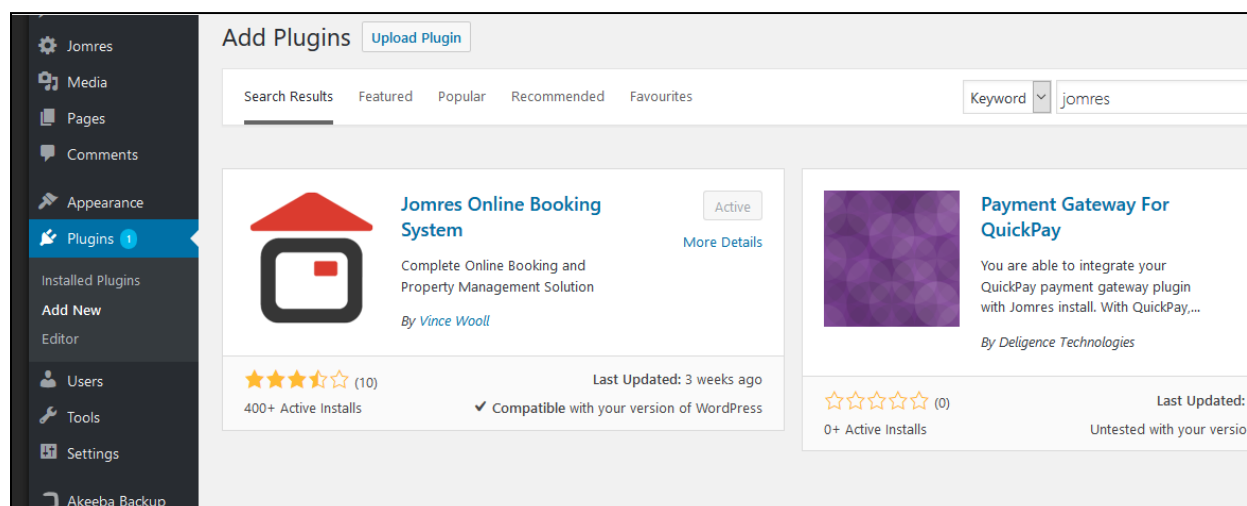 Jomres
Media
Pages
Comments
Appearance
Plugins 1
Installed Plugins
Add New
Editor
Users
Tools
Settings
Akeeba Backup
Add Plugins Upload Plugin
Search Results Featured Popular Recommended Favourites Keyword jomres
Jomres Online Booking
System
Active
More Details
Complete Online Booking and
Property Management Solution
By Vince Wooll
(10)
Last Updated: 3 weeks ago
400+ Active Installs
Compatible with your version of WordPress
Payment Gateway For
QuickPay
You are able to integrate your
QuickPay payment gateway plugin
with Jomres install. With QuickPay,...
By Deligence Technologies
(0)
Last Updated:
0+ Active Installs
Untested with your versio